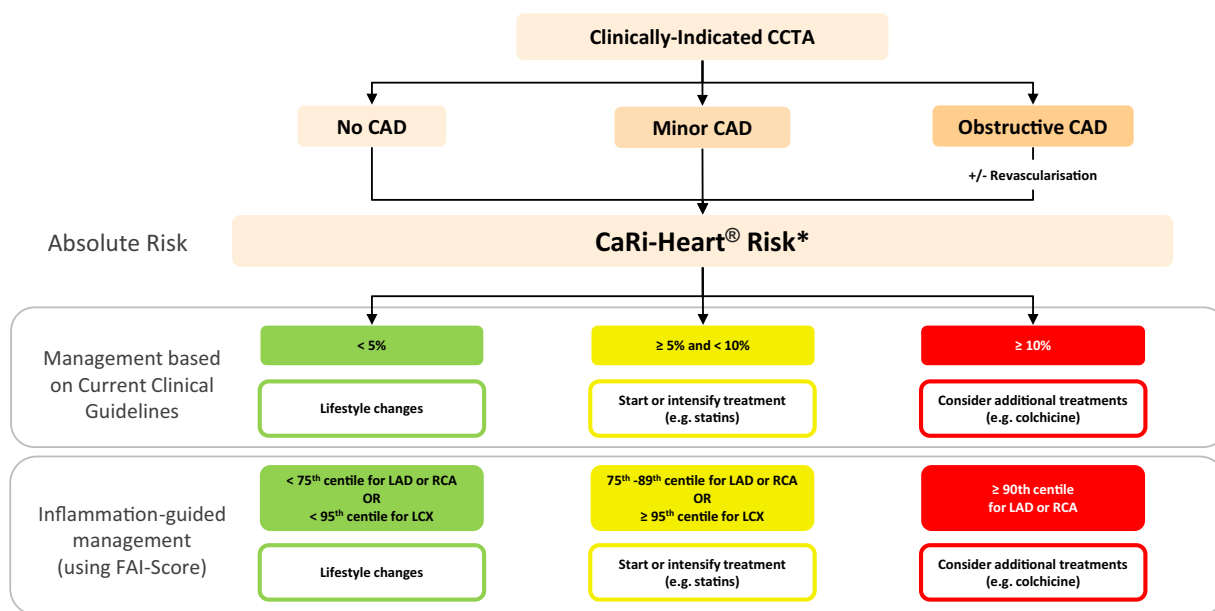 Clinically-Indicated CCTA
No CAD
Minor CAD
Obstructive CAD
+/- Revascularisation
Absolute Risk
CaRi-Heart® Risk*
Management based
on Current Clinical
Guidelines
< 5%
≥ 5% and < 10%
≥ 10%
Lifestyle changes
Start or intensify treatment
(e.g. statins)
Consider additional treatments
(e.g. colchicine)
Inflammation-guided
management
(using FAI-Score)
< 75th centile for LAD or RCA
OR
< 95th centile for LCX
75th -89th centile for LAD or RCA
OR
≥ 95th centile for LCX
≥ 90th centile
for LAD or RCA
Lifestyle changes
Start or intensify treatment
(e.g. statins)
Consider additional treatments
(e.g. colchicine)